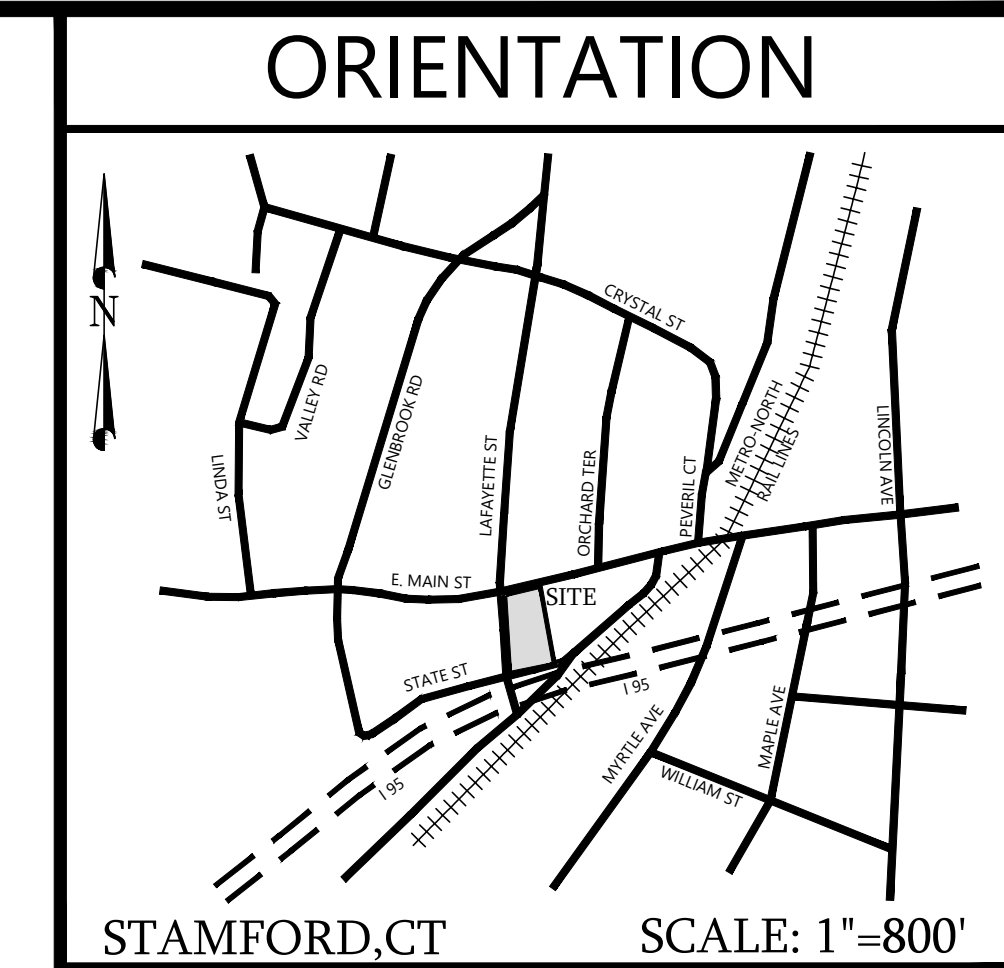 ORIENTATION
N
CRYSTAL ST
VALLEY RD
GLENBROOK RD
METRO-NORTH
RAIL LINES
LINCOLN AVE
LINDA ST
LAFAYETTE ST
ORCHARD TER
PEVERIL CT
E. MAIN ST
SITE
STATE ST
I 95
I 95
MYRTLE AVE
MAPLE AVE
WILLIAM ST
STAMFORD,CT
SCALE: 1"=800'